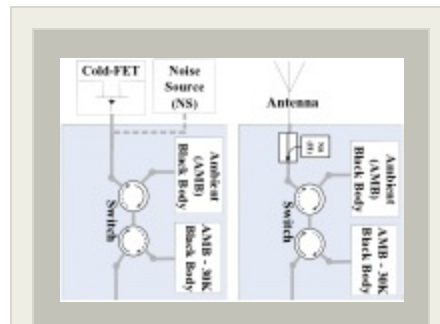 Cold-FET
Noise
Source
(NS)
Ambient
(AMB)
Black Body
Switch
AMB - 30K
Black Body
Antenna
Ambient
(AMB)
Black Body
Switch
AMB - 30K
Black Body